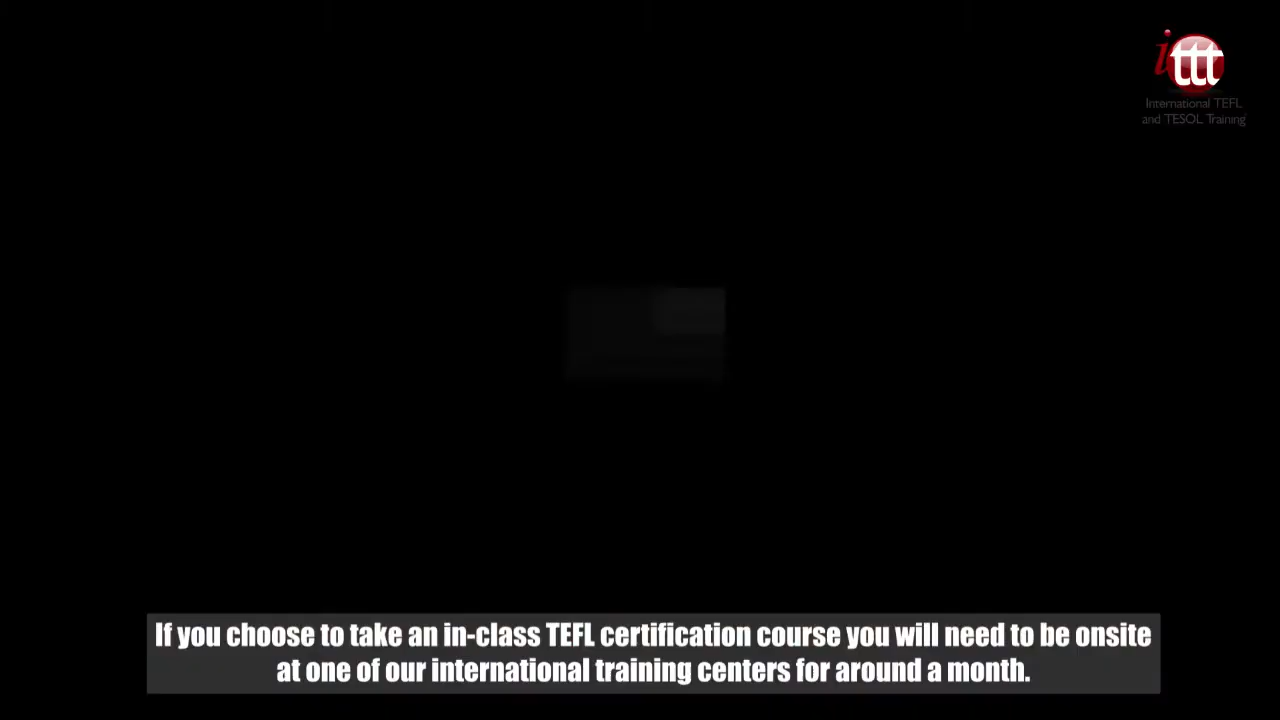 ittt
International TEFL
and TESOL Training
If you choose to take an in-class TEFL certification course you will need to be onsite
at one of our international training centers for around a month.